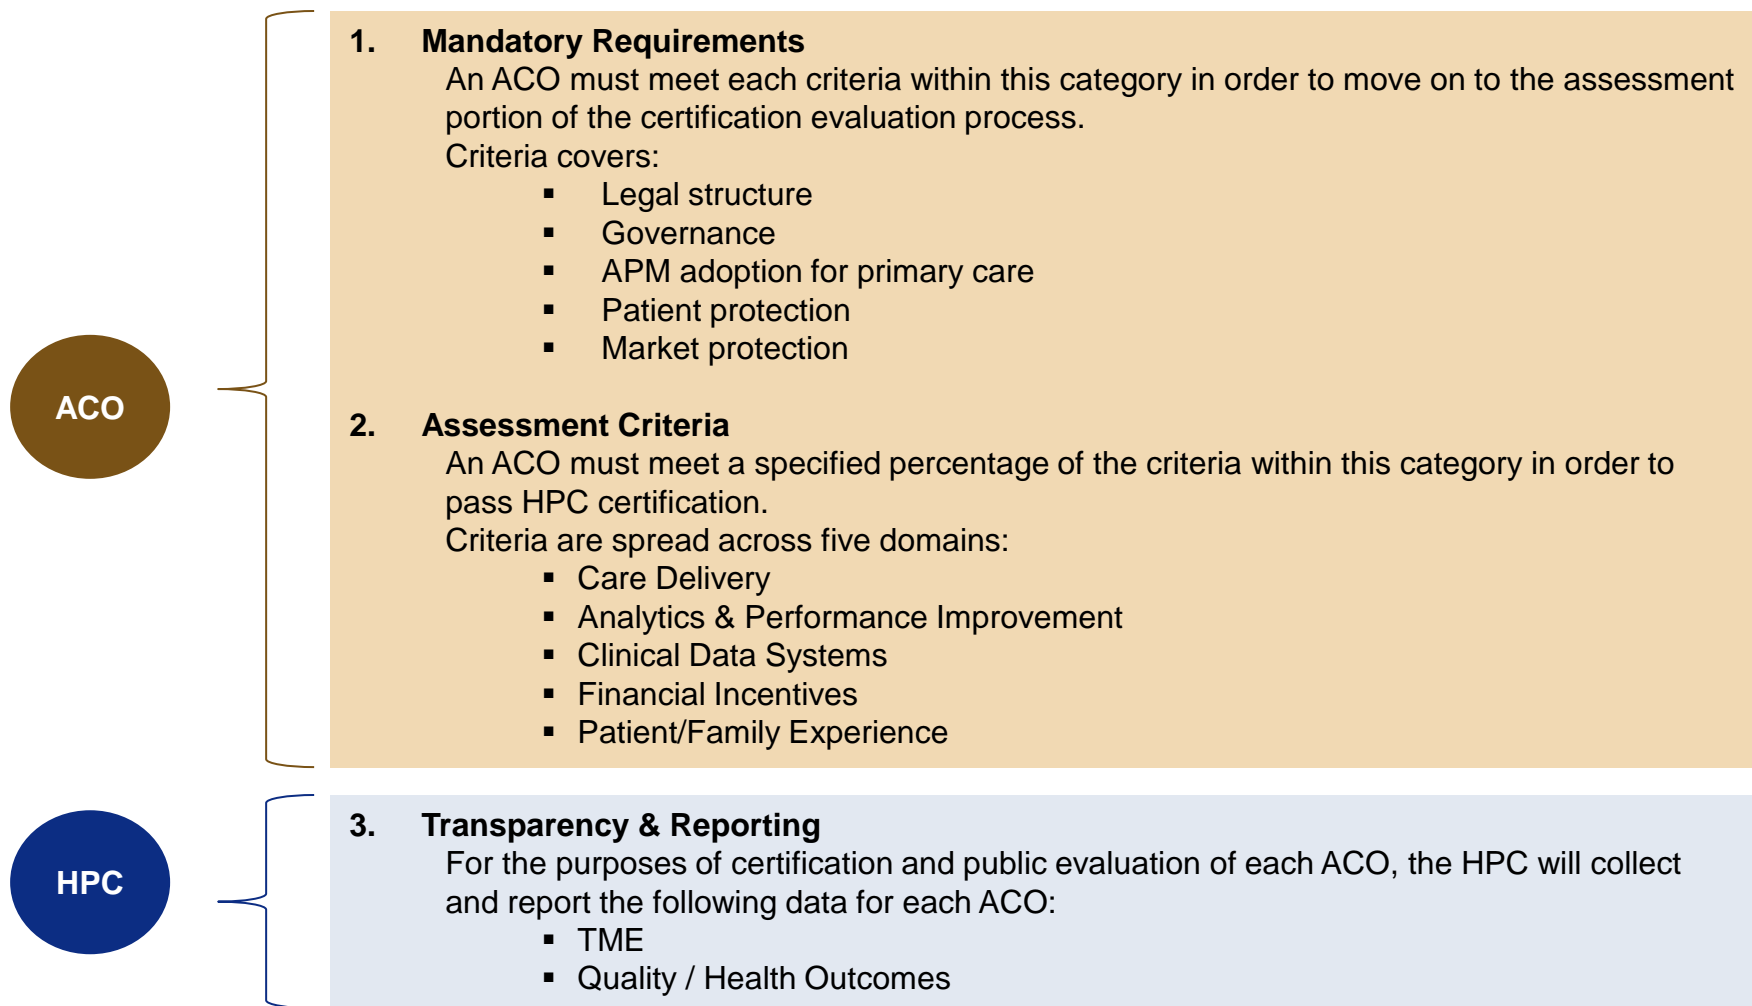 1. Mandatory Requirements
An ACO must meet each criteria within this category in order to move on to the assessment
portion of the certification evaluation process.
Criteria covers:
▪ Legal structure
▪ Governance
▪ APM adoption for primary care
▪ Patient protection
▪ Market protection
ACO
2. Assessment Criteria
An ACO must meet a specified percentage of the criteria within this category in order to
pass HPC certification.
Criteria are spread across five domains:
▪ Care Delivery
▪ Analytics & Performance Improvement
▪ Clinical Data Systems
▪ Financial Incentives
▪ Patient/Family Experience
HPC
3. Transparency & Reporting
For the purposes of certification and public evaluation of each ACO, the HPC will collect
and report the following data for each ACO:
▪ TME
▪ Quality / Health Outcomes